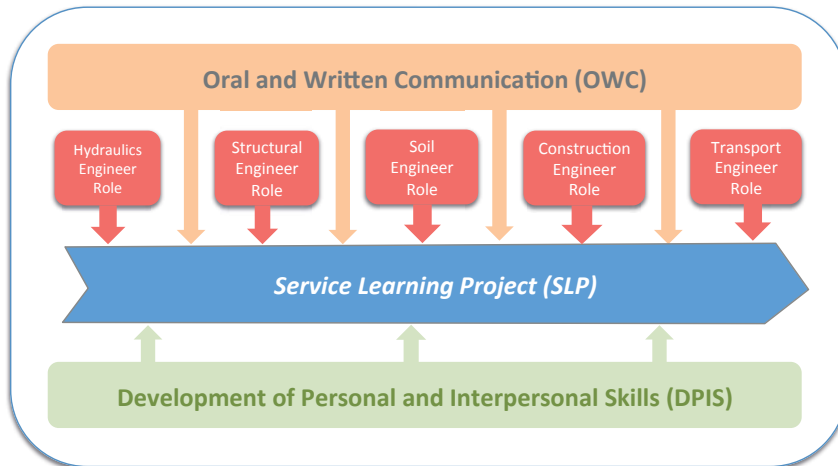 Oral and Written Communication (OWC)
Hydraulics
Engineer
Role
Structural
Engineer
Role
Soil
Engineer
Role
Construction
Engineer
Role
Transport
Engineer
Role
Service Learning Project (SLP)
Development of Personal and Interpersonal Skills (DPIS)